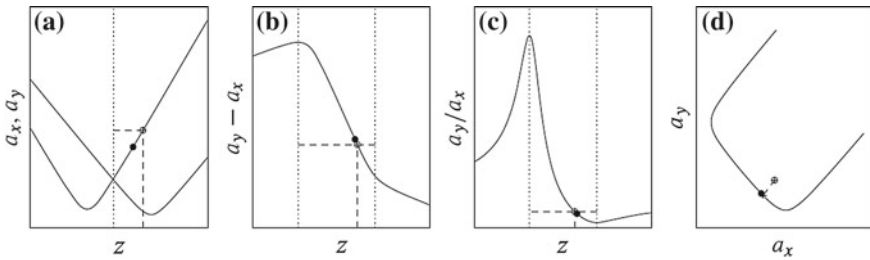 (a)
a_x, a_y
z
(b)
a_y − a_x
z
(c)
a_y/a_x
z
(d)
a_y
a_x